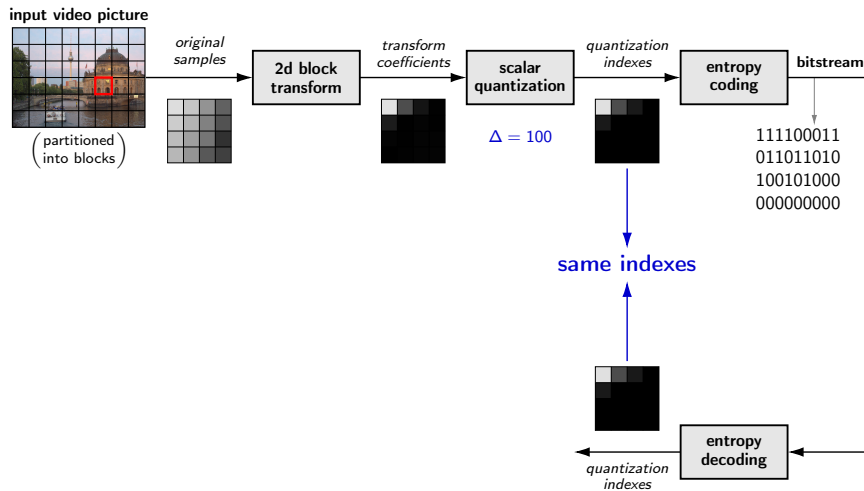 input video picture
(partitioned
into blocks)
original
samples
2d block
transform
transform
coefficients
scalar
quantization
Δ = 100
quantization
indexes
entropy
coding
bitstream
111100011
011011010
100101000
000000000
same indexes
quantization
indexes
entropy
decoding